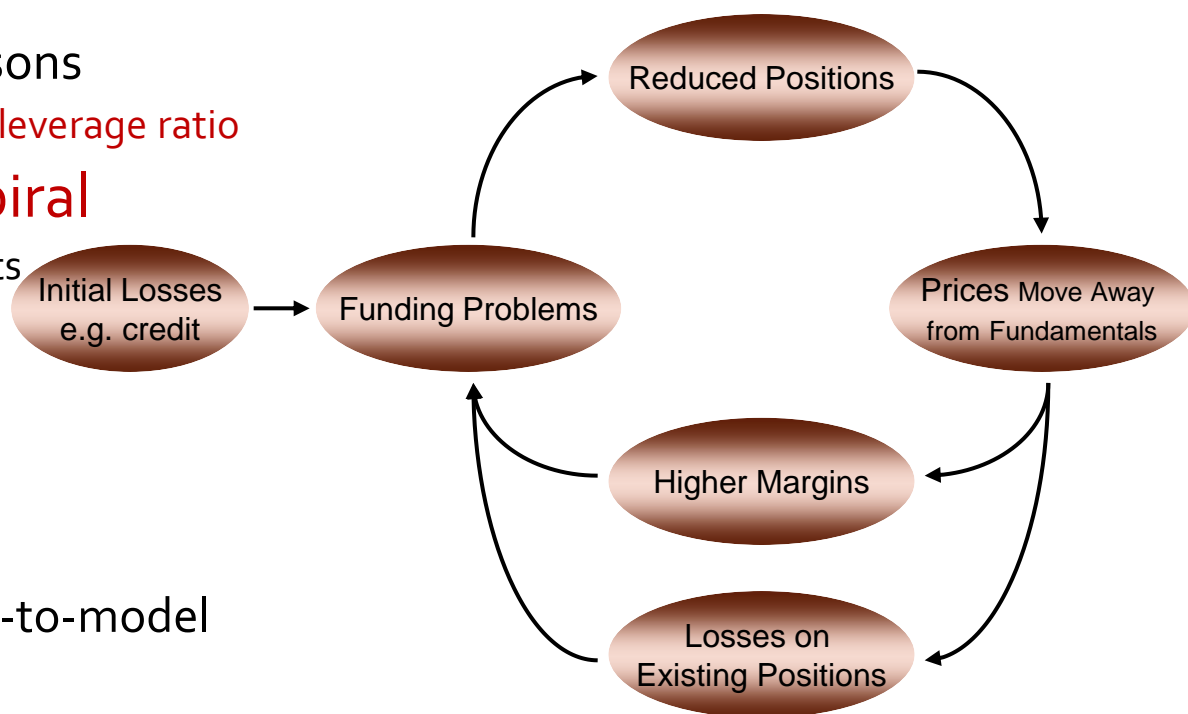 sons
leverage ratio
piral
ts
-to-model
Reduced Positions
Initial Losses
e.g. credit
Funding Problems
Prices Move Away
from Fundamentals
Higher Margins
Losses on
Existing Positions